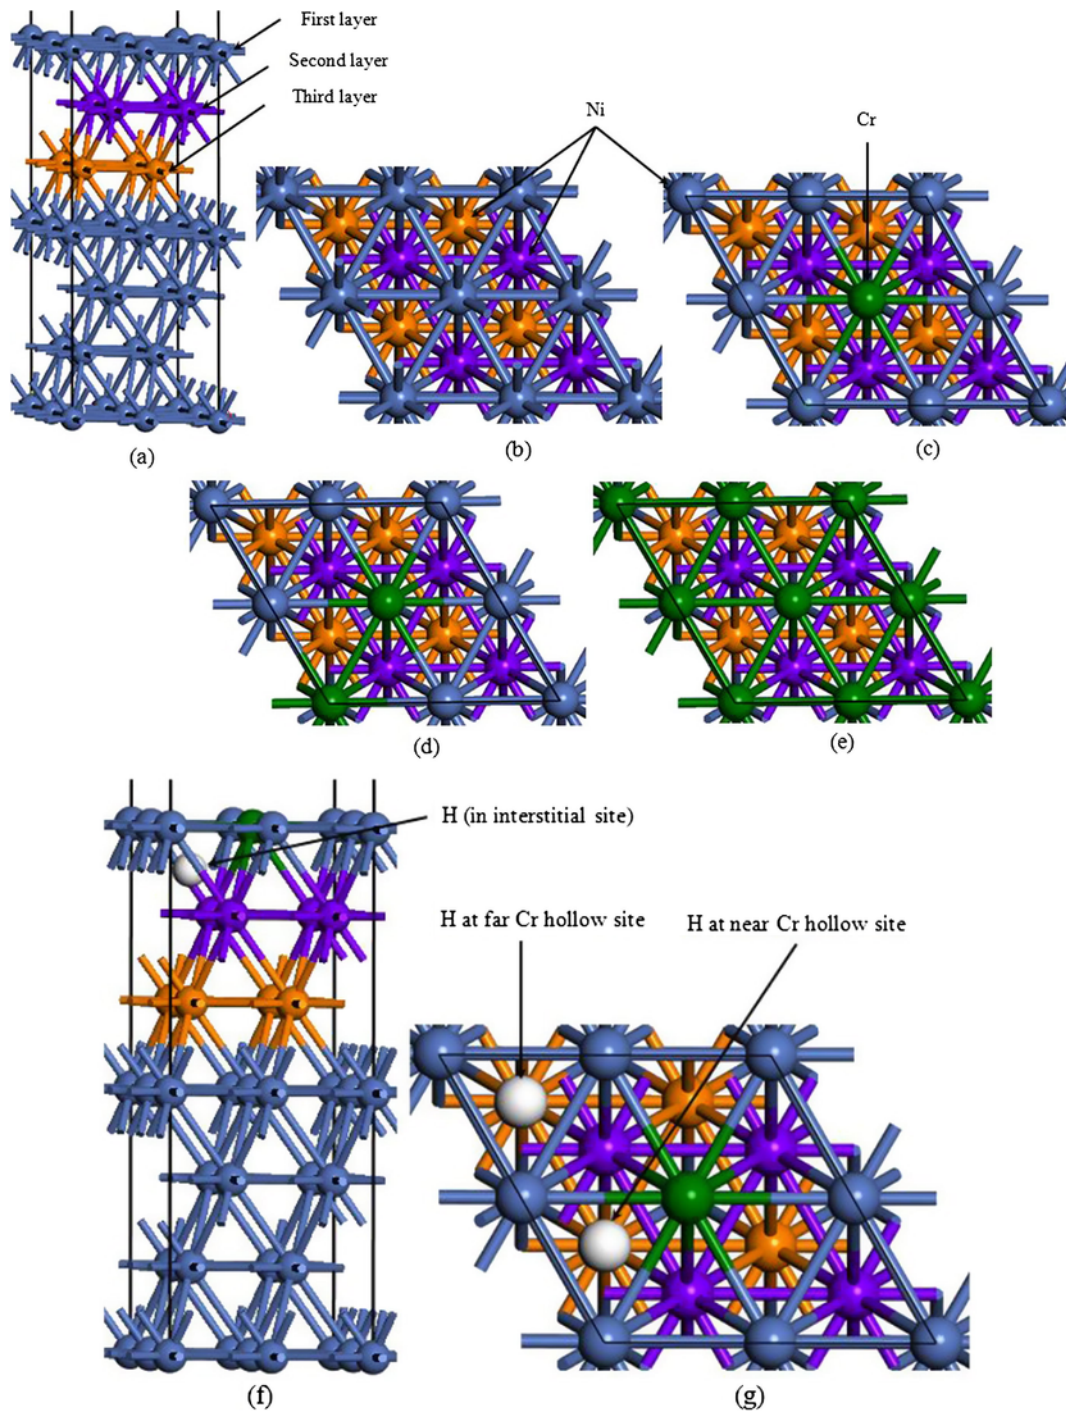 First layer
Second layer
Third layer
Ni
Cr
(a)
(b)
(c)
(d)
(e)
H (in interstitial site)
H at far Cr hollow site
H at near Cr hollow site
(f)
(g)